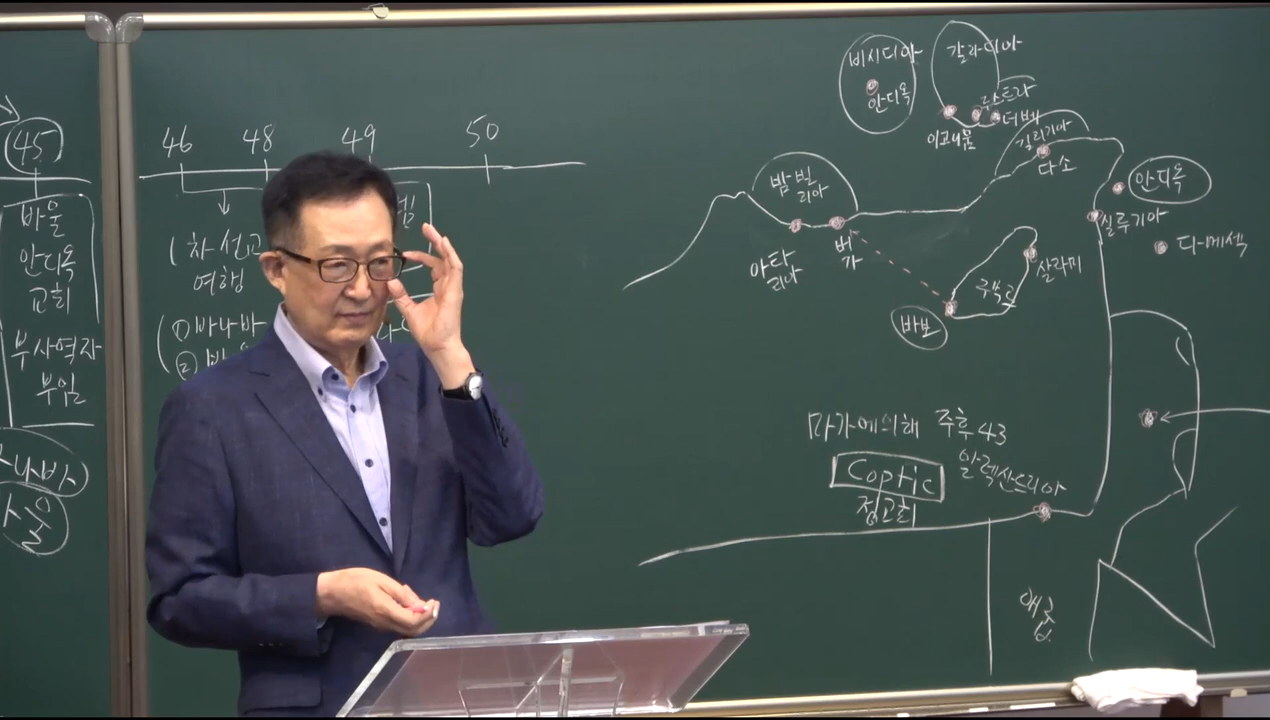 45
바울
안디옥
교회
부사역자
부임
46 48 49 50
1차 선교
여행
① 바나바
②
비시디아
안디옥
갈라디아
루스트라
더베
이고니움
길리기아
다소
밤빌
리아
아타
리아
버
가
안디옥
실루기아
다메섹
살라미
바보
마가에 의해 주후 43
알렉산드리아
Coptic
정교회
애굽